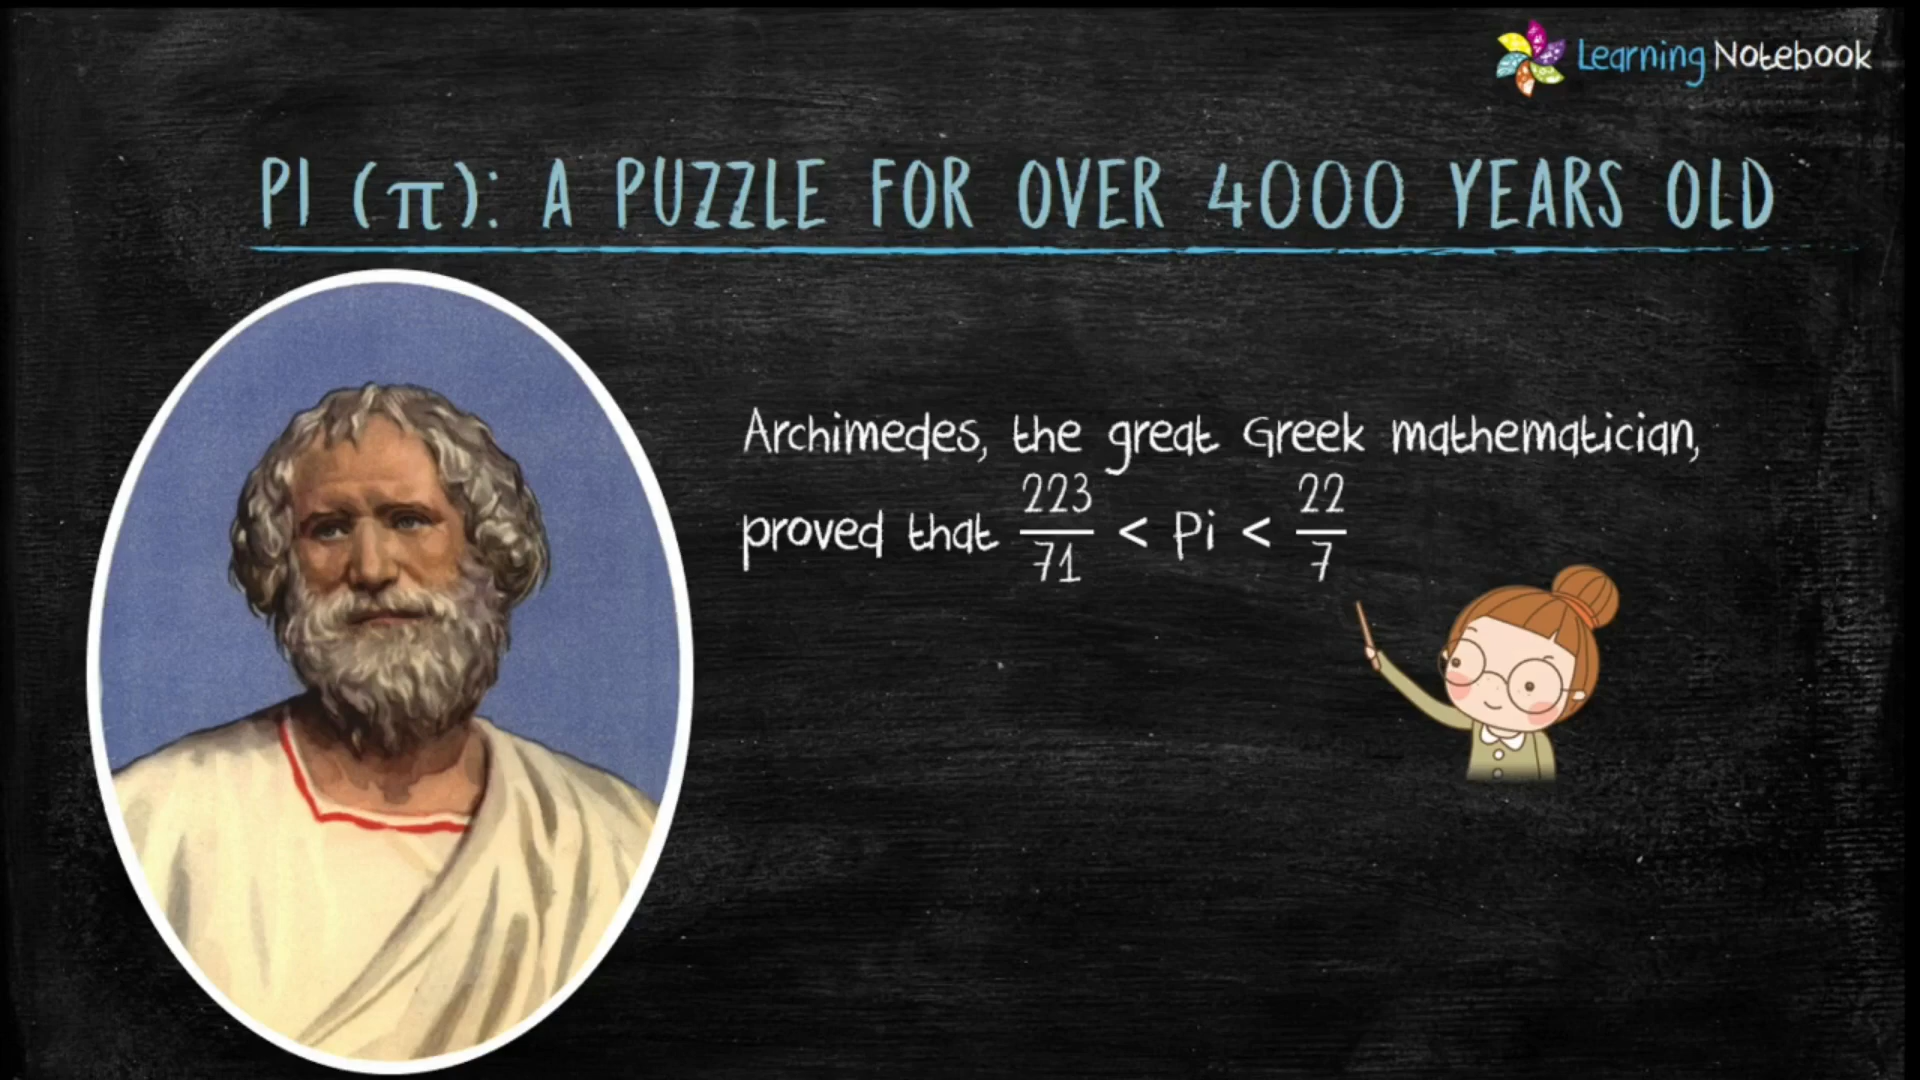 Learning Notebook
PI (π): A PUZZLE FOR OVER 4000 YEARS OLD
Archimedes, the great Greek mathematician,
proved that 223/71 < Pi < 22/7